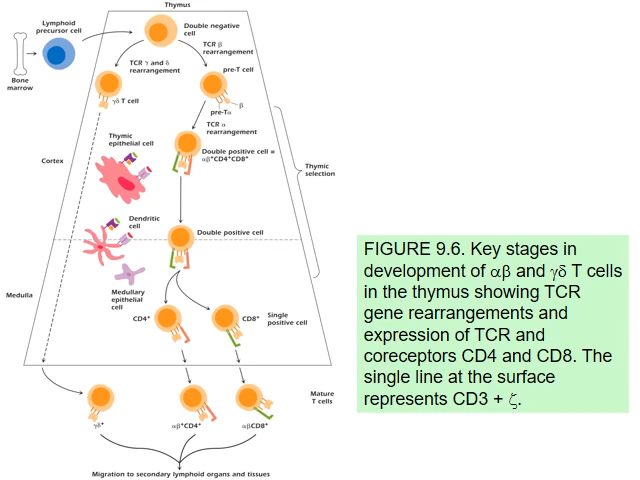 Thymus
Lymphoid
precursor cell
Double negative
cell
TCR β
rearrangement
TCR γ and δ
rearrangement
pre-T cell
Bone
marrow
γδ T cell
β
pre-Tα
TCR α
rearrangement
Thymic
epithelial cell
Double positive cell =
αβ⁺CD4⁺CD8⁺
Cortex
Thymic
selection
Dendritic
cell
Double positive cell
Medulla
Medullary
epithelial
cell
CD4⁺
CD8⁺
Single
positive cell
Mature
T cells
γδ⁺
αβ⁺CD4⁺
αβCD8⁺
Migration to secondary lymphoid organs and tissues
FIGURE 9.6. Key stages in
development of αβ and γδ T cells
in the thymus showing TCR
gene rearrangements and
expression of TCR and
coreceptors CD4 and CD8. The
single line at the surface
represents CD3 + ζ.